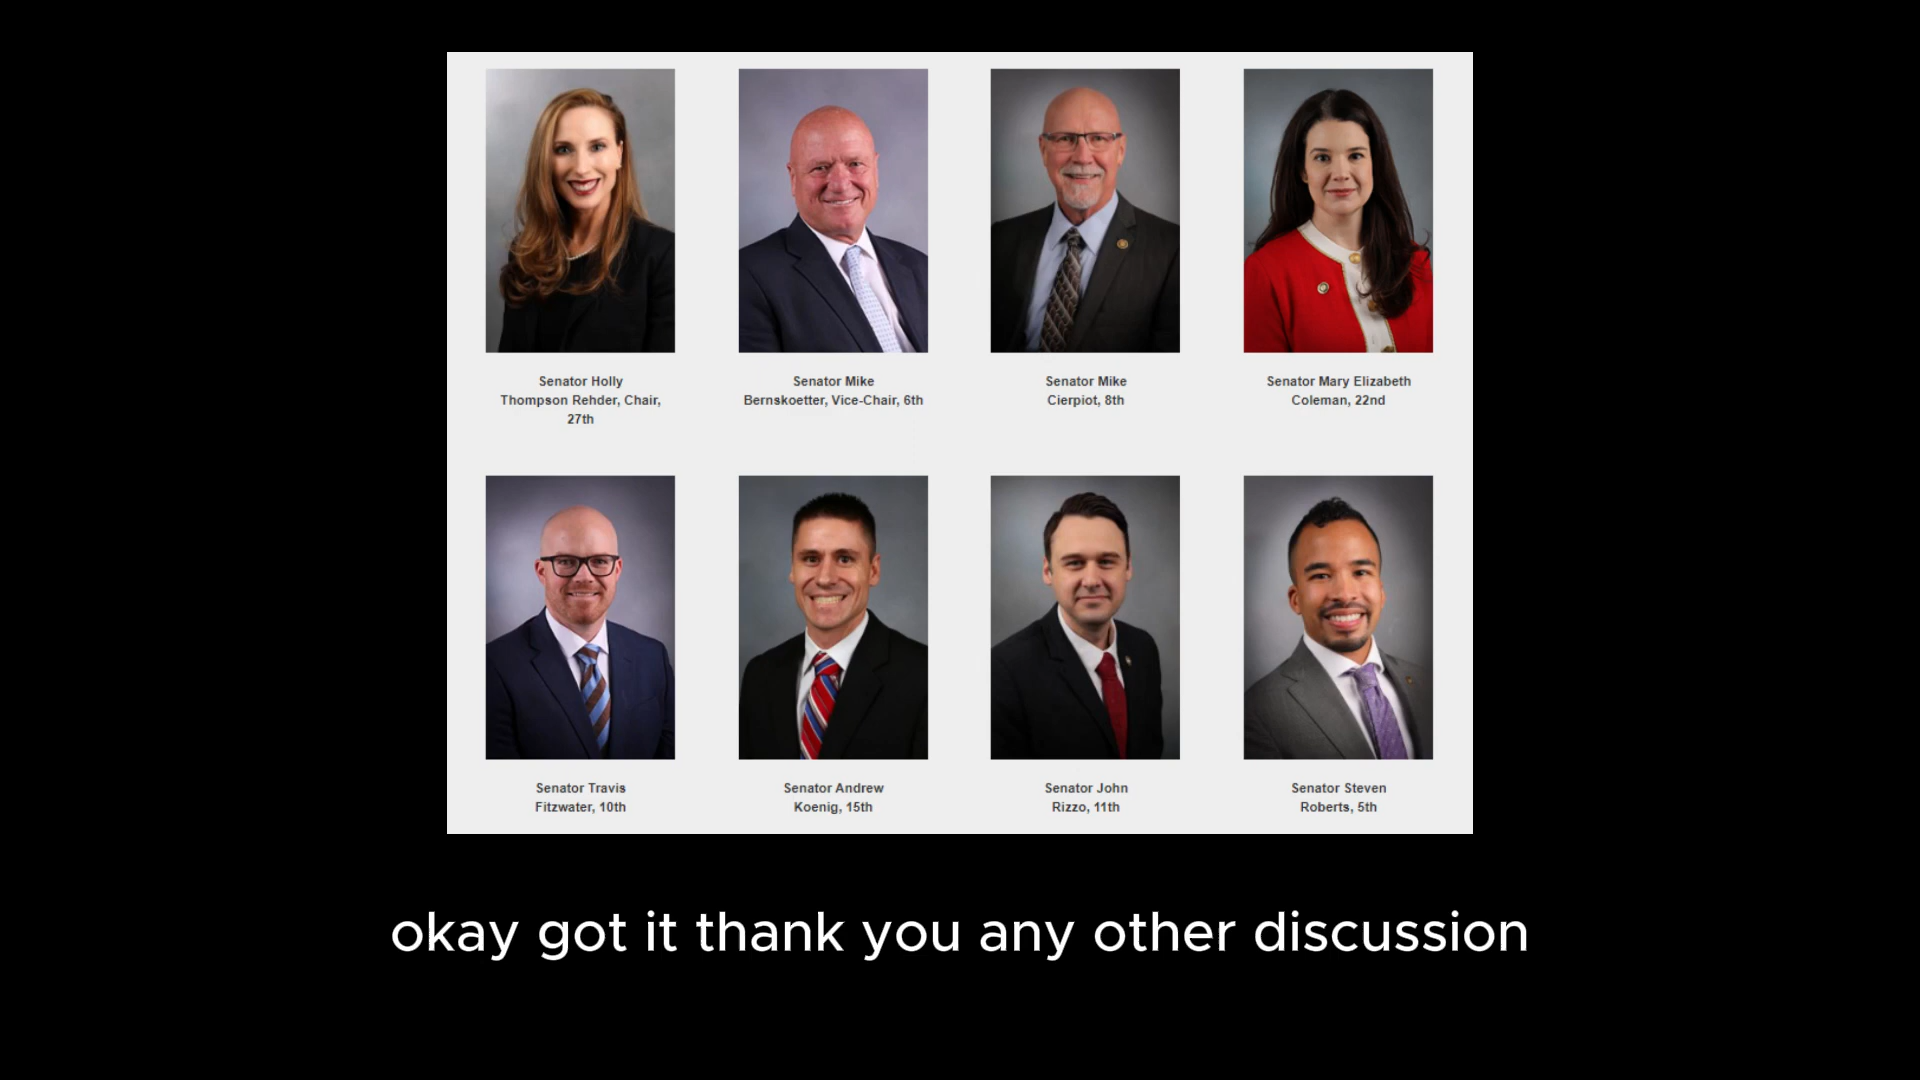 Senator Holly
Thompson Rehder, Chair,
27th
Senator Mike
Bernskoetter, Vice-Chair, 6th
Senator Mike
Cierpiot, 8th
Senator Mary Elizabeth
Coleman, 22nd
Senator Travis
Fitzwater, 10th
Senator Andrew
Koenig, 15th
Senator John
Rizzo, 11th
Senator Steven
Roberts, 5th
okay got it thank you any other discussion